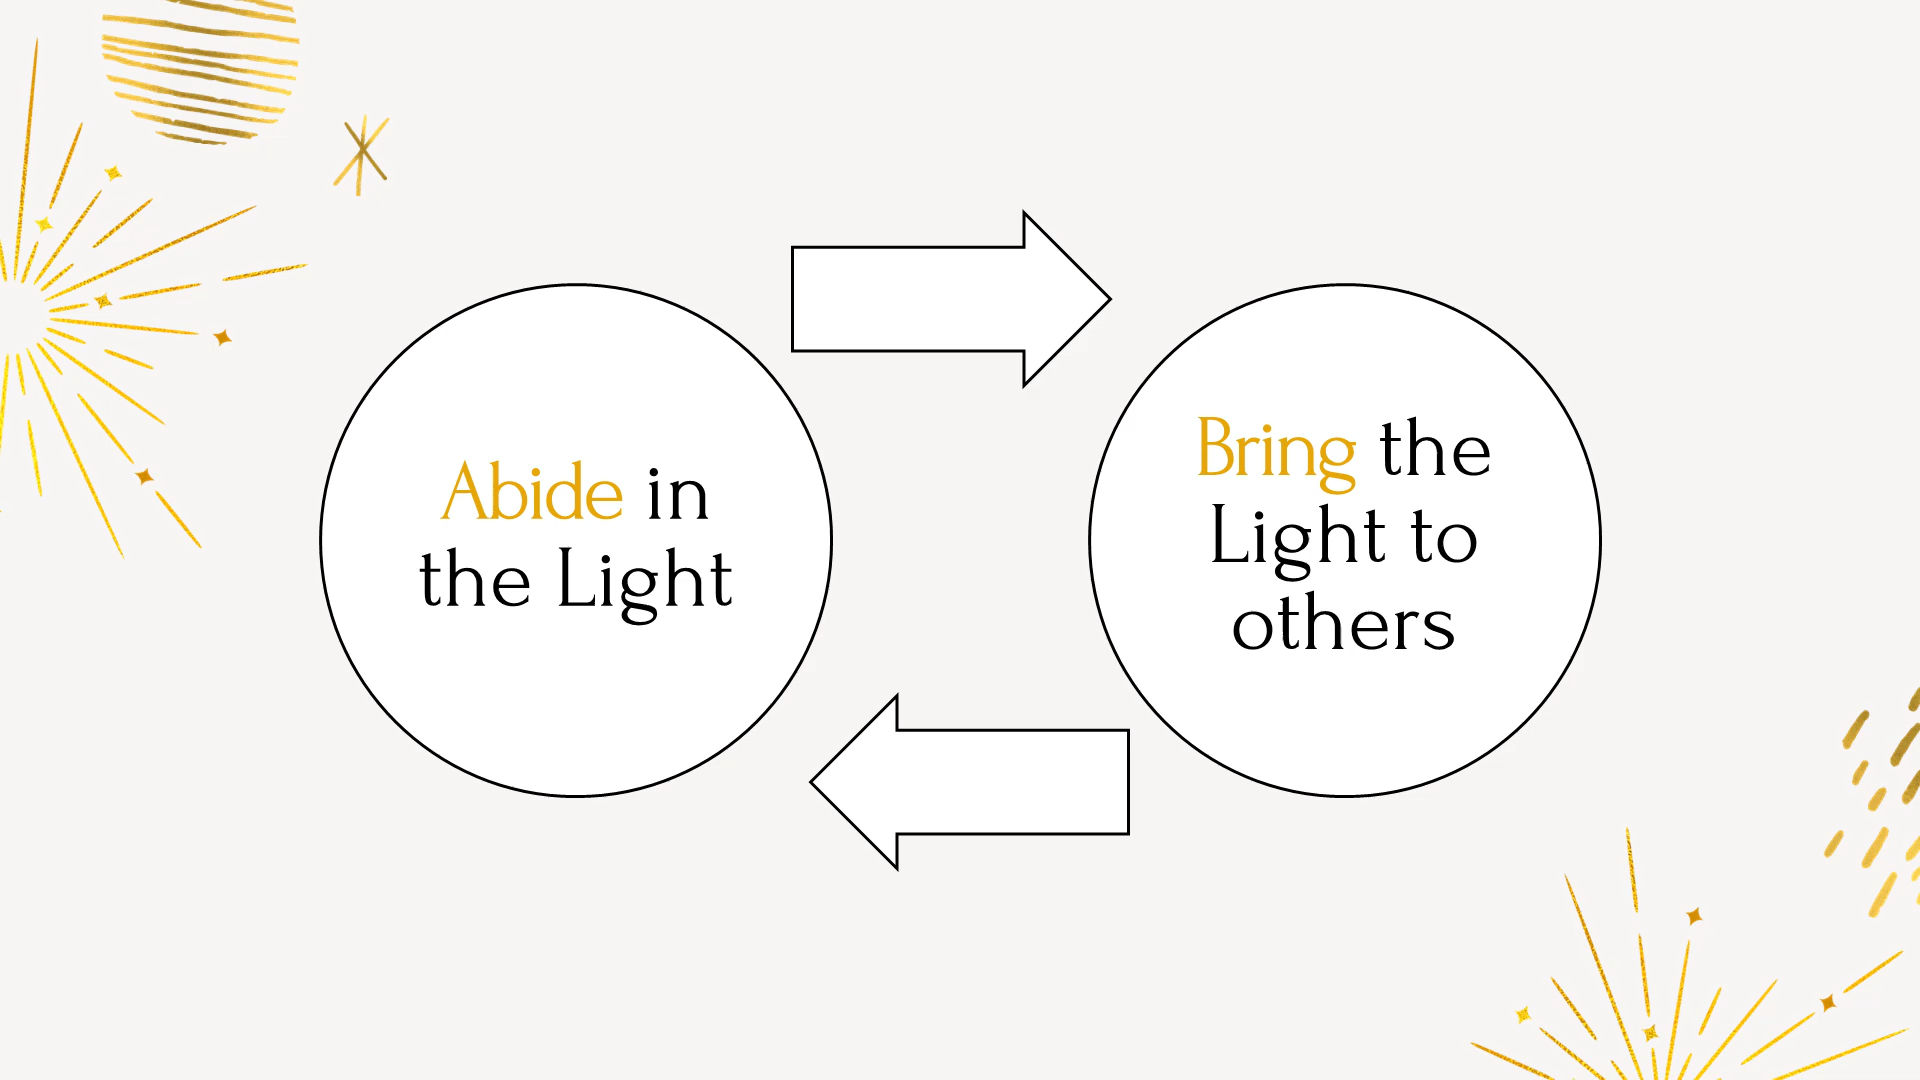 Abide in
the Light
Bring the
Light to
others